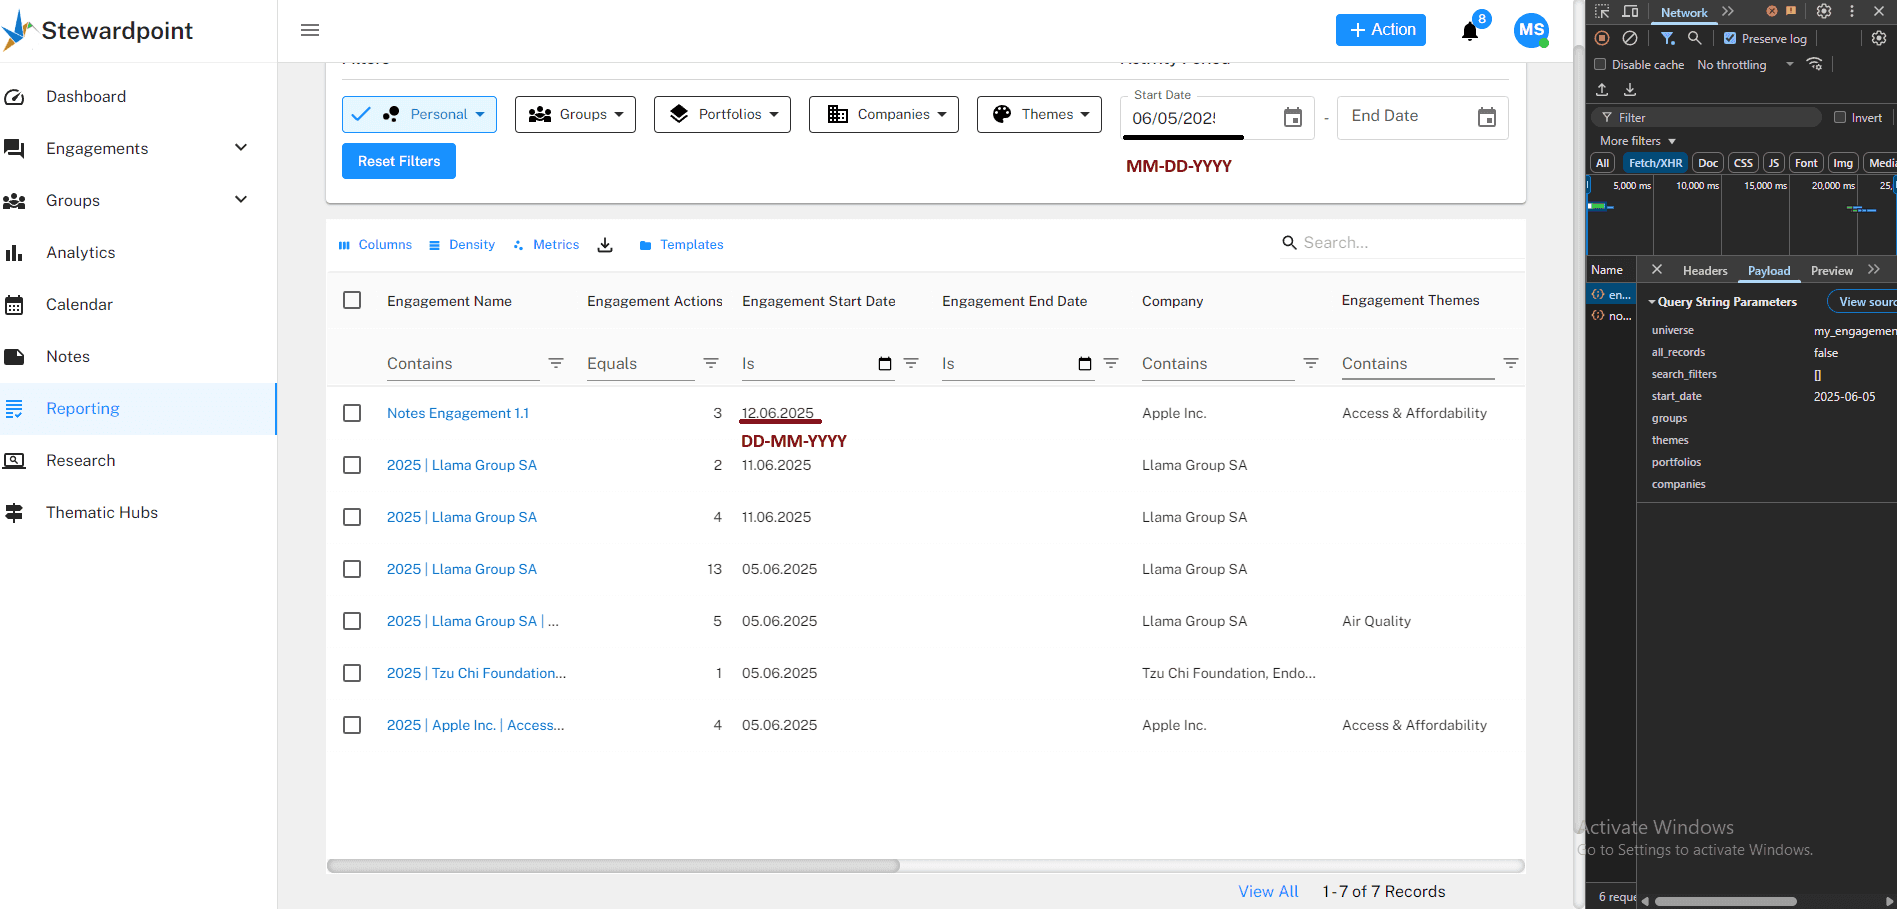 Stewardpoint
+ Action
8
MS
Dashboard
Engagements
Groups
Analytics
Calendar
Notes
Reporting
Research
Thematic Hubs
Filters
Activity Period
Personal
Groups
Portfolios
Companies
Themes
Start Date
06/05/2025
-
End Date
Reset Filters
MM-DD-YYYY
Columns
Density
Metrics
Templates
Search...
Engagement Name Engagement Actions Engagement Start Date Engagement End Date Company Engagement Themes
Contains Equals Is Is Contains Contains
Notes Engagement 1.1 3 12.06.2025 Apple Inc. Access & Affordability
DD-MM-YYYY
2025 | Llama Group SA 2 11.06.2025 Llama Group SA
2025 | Llama Group SA 4 11.06.2025 Llama Group SA
2025 | Llama Group SA 13 05.06.2025 Llama Group SA
2025 | Llama Group SA | ... 5 05.06.2025 Llama Group SA Air Quality
2025 | Tzu Chi Foundation... 1 05.06.2025 Tzu Chi Foundation, Endo...
2025 | Apple Inc. | Access... 4 05.06.2025 Apple Inc. Access & Affordability
View All 1-7 of 7 Records
Network
Preserve log
Disable cache No throttling
Filter
Invert
More filters
All Fetch/XHR Doc CSS JS Font Img Media
5,000 ms 10,000 ms 15,000 ms 20,000 ms 25,
Name
en...
no...
Headers Payload Preview
Query String Parameters
View sourc
universe my_engagemen
all_records false
search_filters []
start_date 2025-06-05
groups
themes
portfolios
companies
Activate Windows
Go to Settings to activate Windows.
6 reque